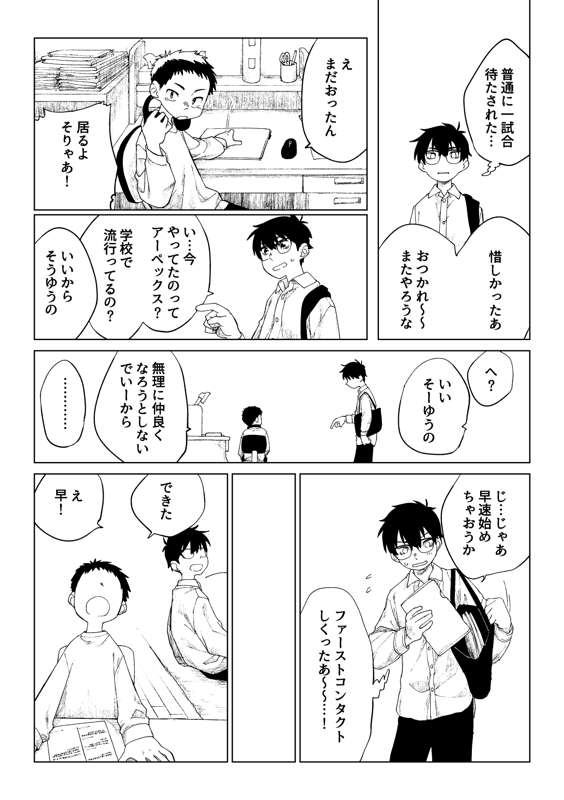 普通に一試合
待たされた…
惜しかったあ
おつかれ～～
またやろうな
え
まだおったん
居るよ
そりゃあ！
い…今
やってたのって
アーペックス？
学校で
流行ってるの？
いいから
そうゆうの
へ？
いい
そーゆうの
無理に仲良く
なろうとしない
でいーから
…………
じ…じゃあ
早速始め
ちゃおうか
ファーストコンタクト
しくったあ～～…！
できた
え
早！